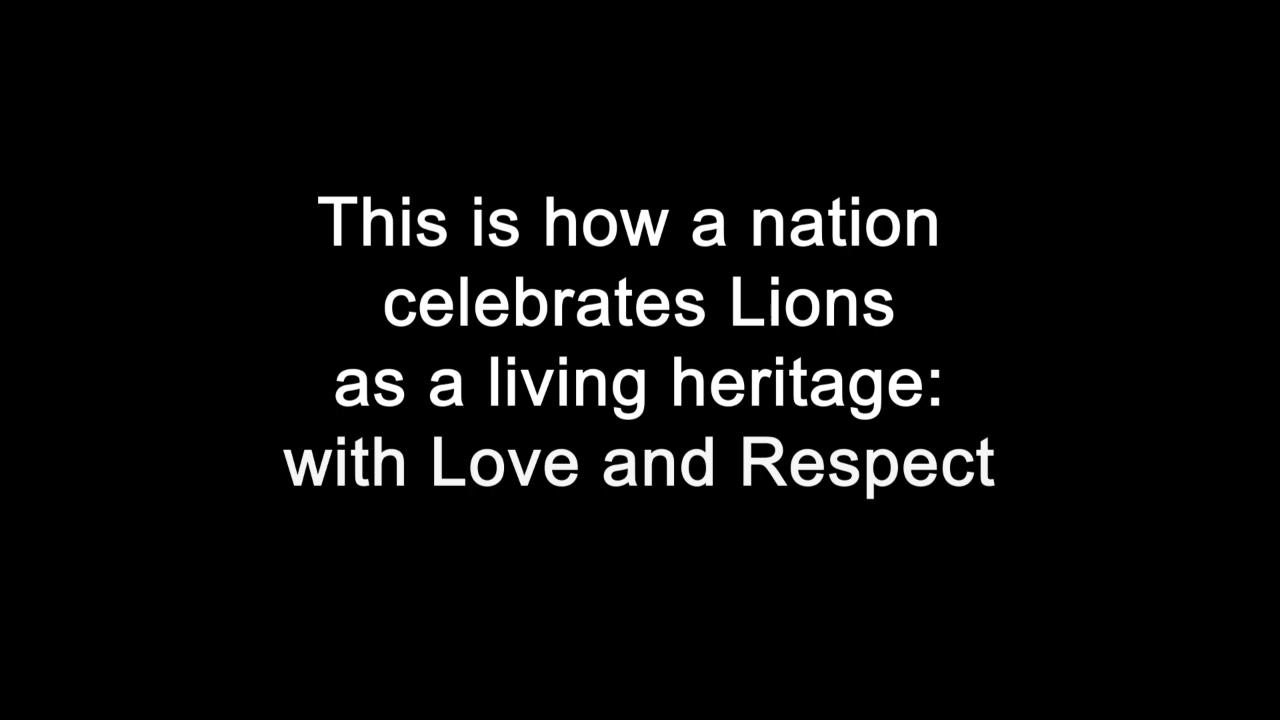 This is how a nation
celebrates Lions
as a living heritage:
with Love and Respect